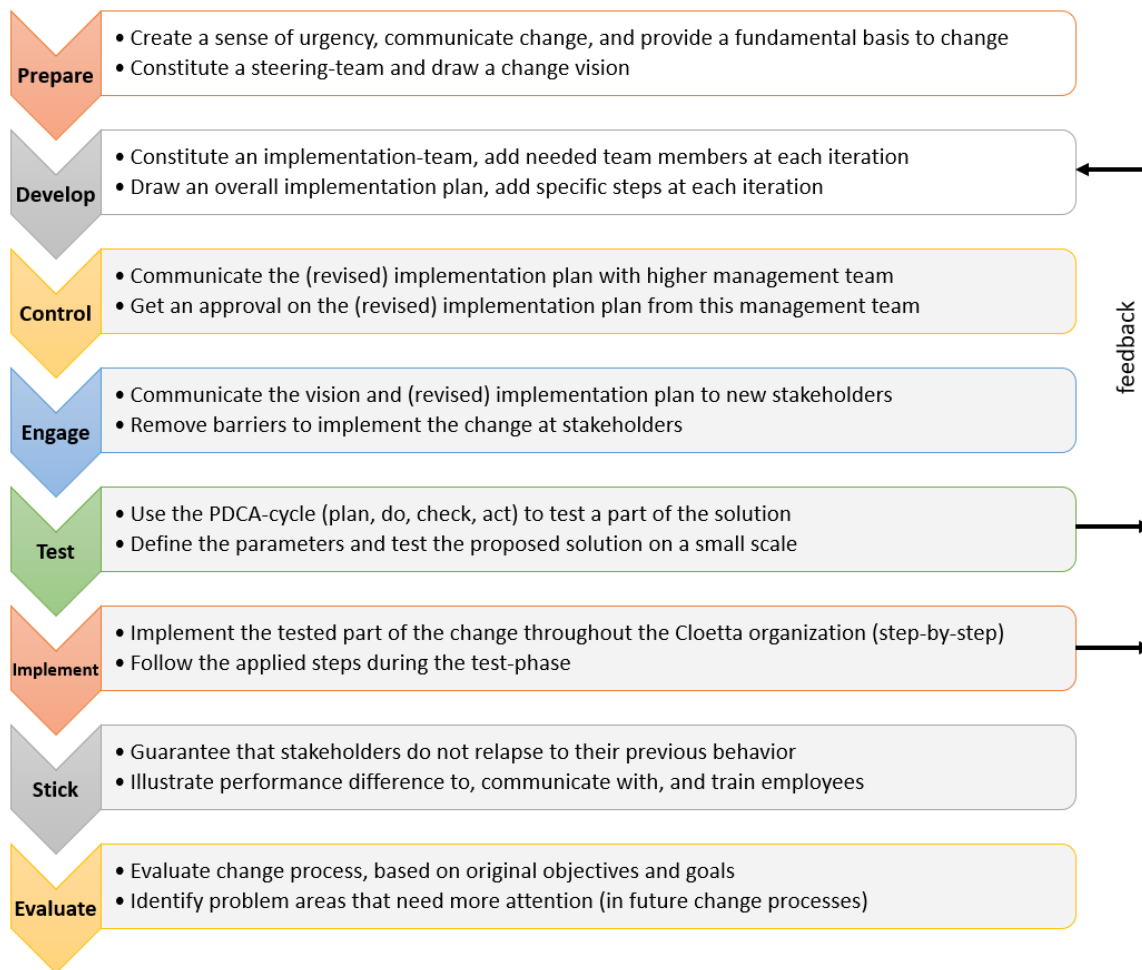 • Create a sense of urgency, communicate change, and provide a fundamental basis to change
• Constitute a steering-team and draw a change vision
Prepare
• Constitute an implementation-team, add needed team members at each iteration
• Draw an overall implementation plan, add specific steps at each iteration
Develop
• Communicate the (revised) implementation plan with higher management team
• Get an approval on the (revised) implementation plan from this management team
Control
feedback
• Communicate the vision and (revised) implementation plan to new stakeholders
• Remove barriers to implement the change at stakeholders
Engage
• Use the PDCA-cycle (plan, do, check, act) to test a part of the solution
• Define the parameters and test the proposed solution on a small scale
Test
• Implement the tested part of the change throughout the Cloetta organization (step-by-step)
• Follow the applied steps during the test-phase
Implement
• Guarantee that stakeholders do not relapse to their previous behavior
• Illustrate performance difference to, communicate with, and train employees
Stick
• Evaluate change process, based on original objectives and goals
• Identify problem areas that need more attention (in future change processes)
Evaluate